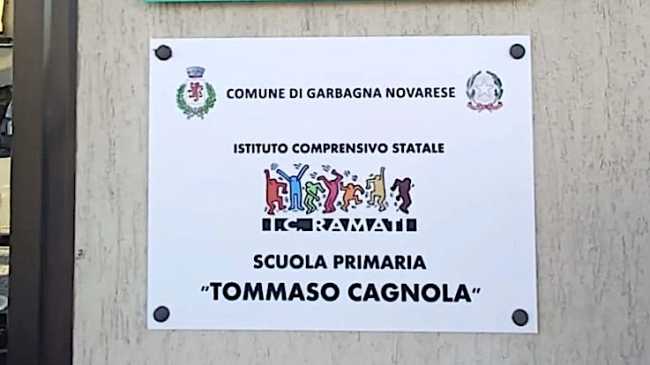 COMUNE DI GARBAGNA NOVARESE
ISTITUTO COMPRENSIVO STATALE
I.C. RAMATI
SCUOLA PRIMARIA
"TOMMASO CAGNOLA"